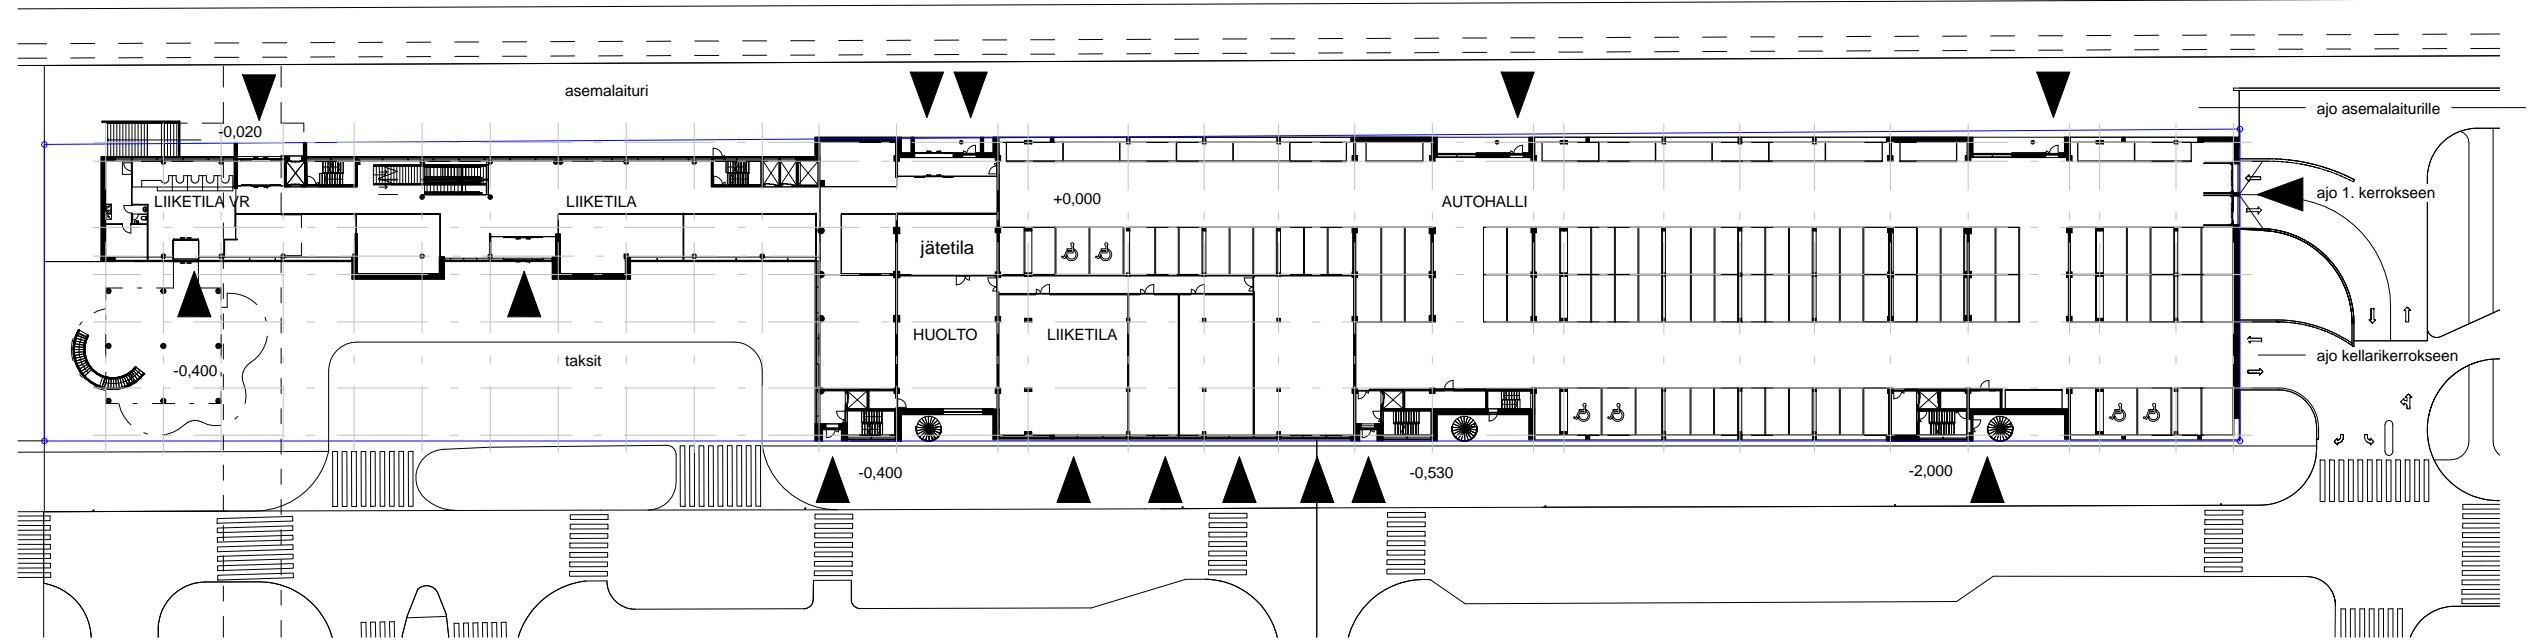 asemalaituri
ajo asemalaiturille
-0,020
LIIKETILA VR
LIIKETILA
+0,000
AUTOHALLI
ajo 1. kerrokseen
jätetila
HUOLTO
LIIKETILA
taksit
ajo kellarikerrokseen
-0,400
-0,400
-0,530
-2,000